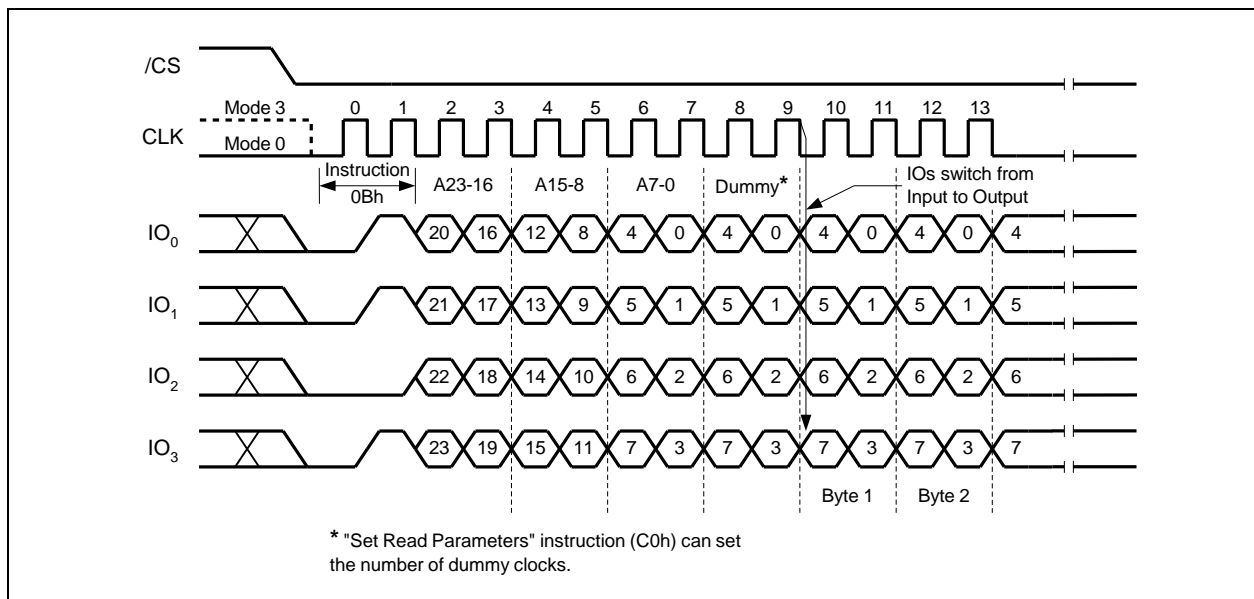 /CS
Mode 3 0 1 2 3 4 5 6 7 8 9 10 11 12 13
CLK Mode 0
Instruction
0Bh
A23-16 A15-8 A7-0 Dummy*
IOs switch from
Input to Output
IO0 20 16 12 8 4 0 4 0 4 0 4 0 4
IO1 21 17 13 9 5 1 5 1 5 1 5 1 5
IO2 22 18 14 10 6 2 6 2 6 2 6 2 6
IO3 23 19 15 11 7 3 7 3 7 3 7 3 7
Byte 1 Byte 2
* "Set Read Parameters" instruction (C0h) can set
the number of dummy clocks.